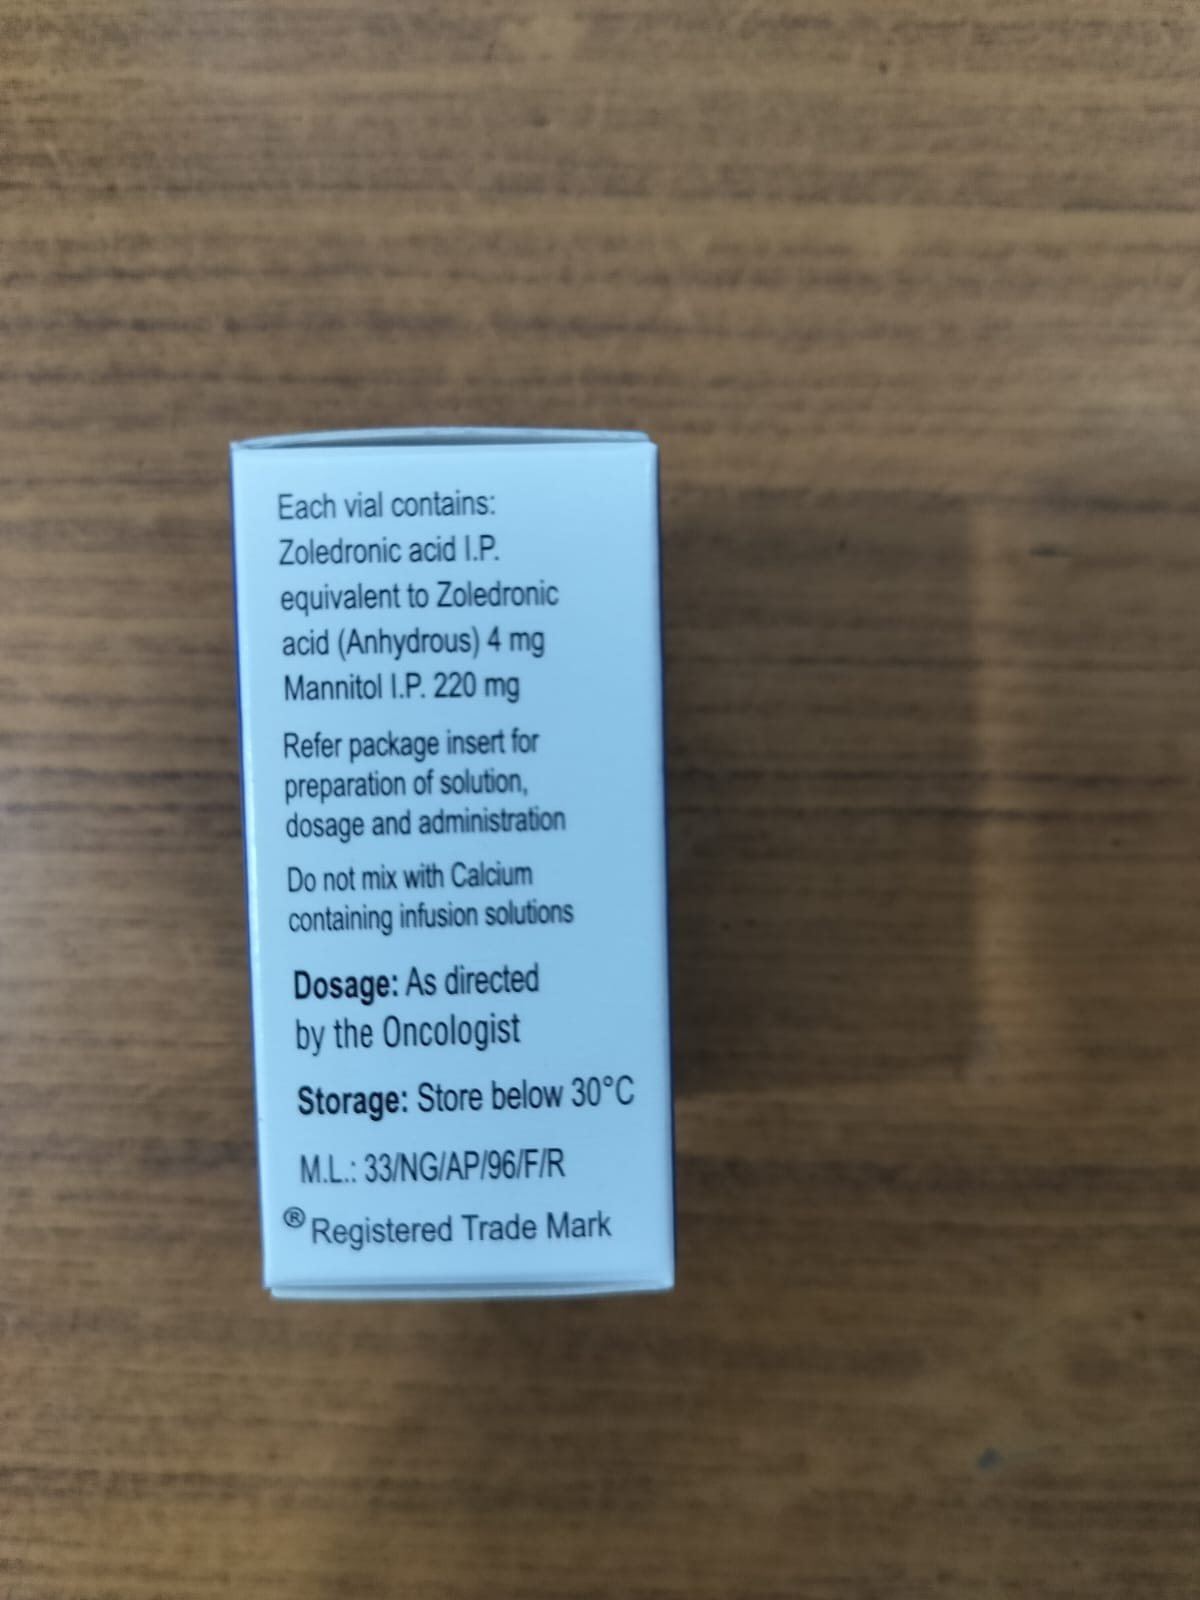 Each vial contains:
Zoledronic acid I.P.
equivalent to Zoledronic
acid (Anhydrous) 4 mg
Mannitol I.P. 220 mg
Refer package insert for
preparation of solution,
dosage and administration
Do not mix with Calcium
containing infusion solutions
Dosage: As directed
by the Oncologist
Storage: Store below 30°C
M.L.: 33/NG/AP/96/F/R
® Registered Trade Mark